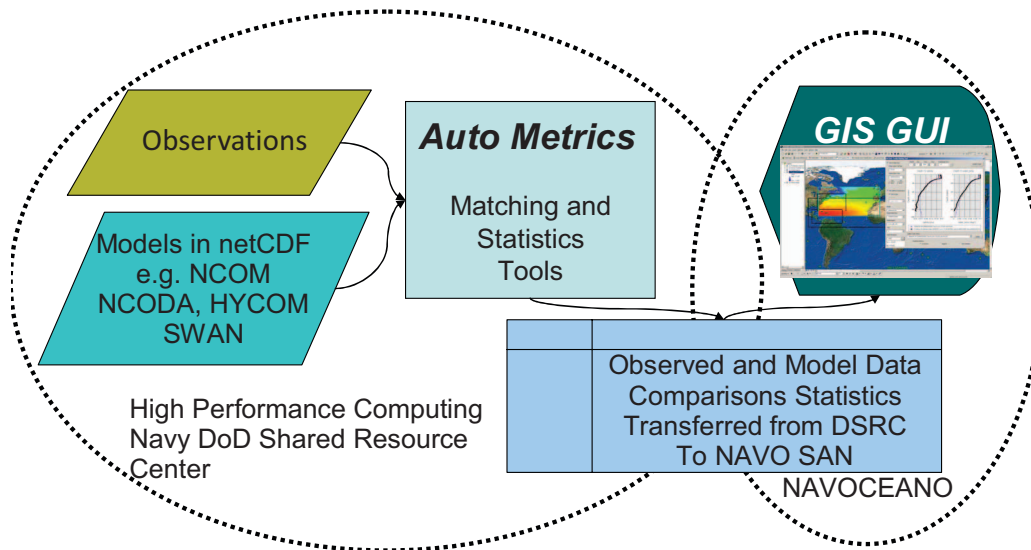 Observations
Models in netCDF
e.g. NCOM
NCODA, HYCOM
SWAN
Auto Metrics
Matching and
Statistics
Tools
GIS GUI
Observed and Model Data
Comparisons Statistics
Transferred from DSRC
To NAVO SAN
High Performance Computing
Navy DoD Shared Resource
Center
NAVOCEANO